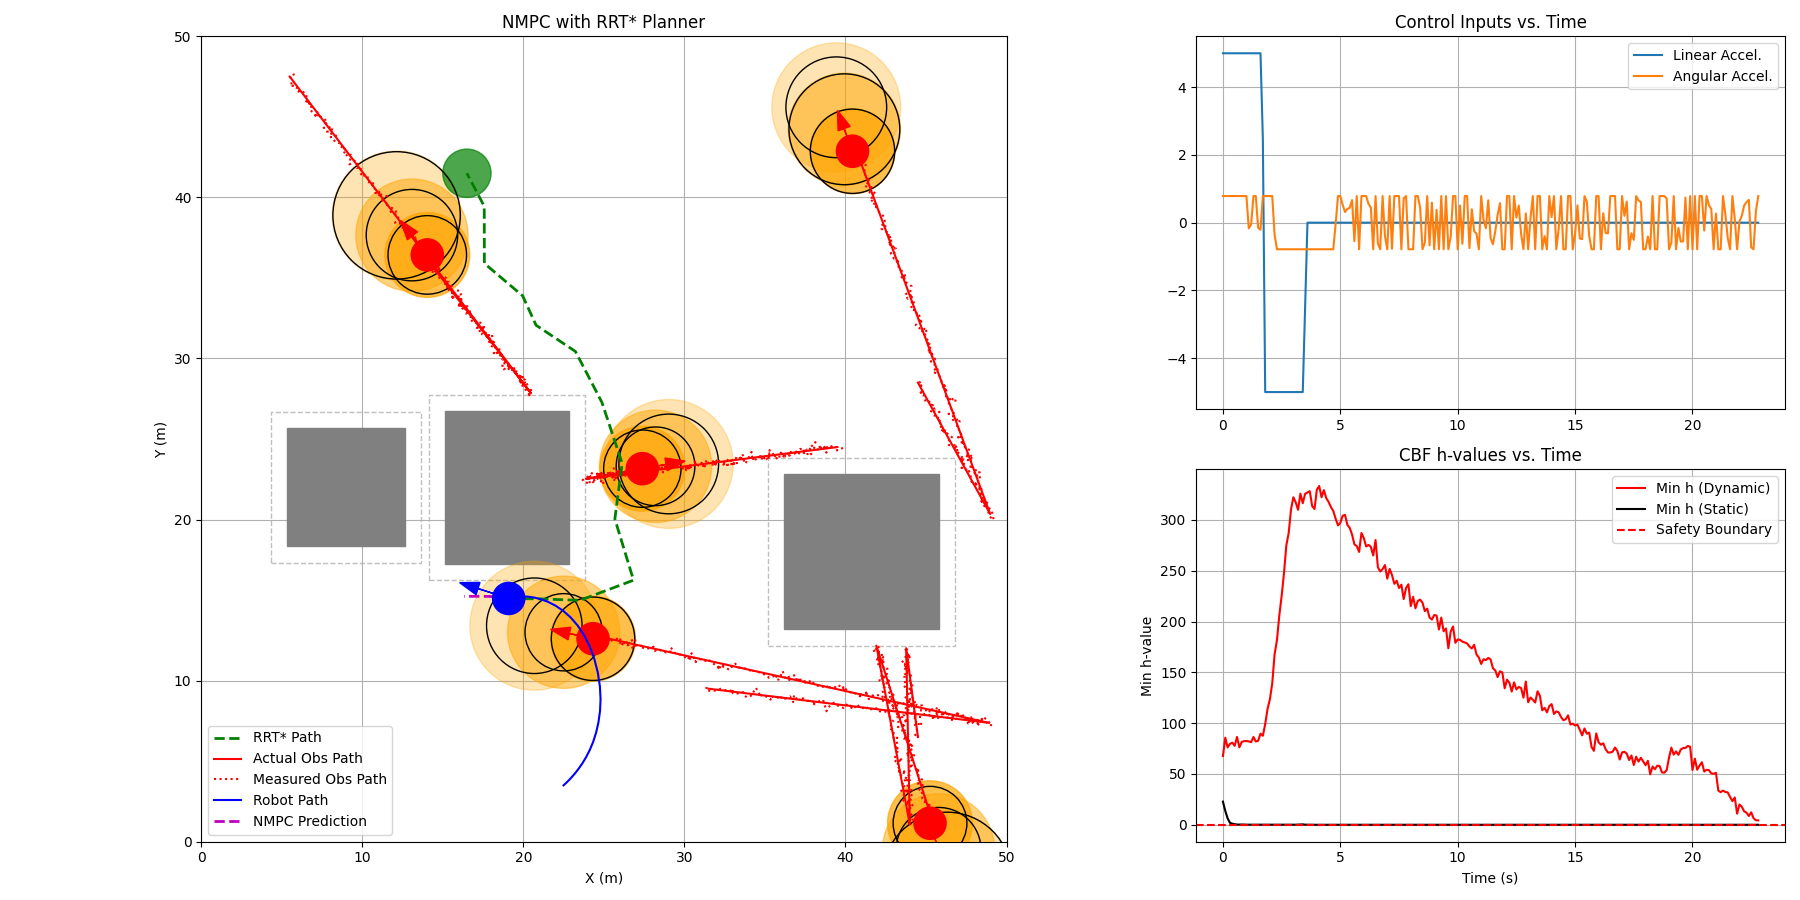 NMPC with RRT* Planner
50
40
30
20
10
0
Y (m)
0 10 20 30 40 50
X (m)
RRT* Path
Actual Obs Path
Measured Obs Path
Robot Path
NMPC Prediction
Control Inputs vs. Time
4
2
0
−2
−4
0 5 10 15 20
Linear Accel.
Angular Accel.
CBF h-values vs. Time
300
250
200
150
100
50
0
Min h-value
0 5 10 15 20
Time (s)
Min h (Dynamic)
Min h (Static)
Safety Boundary